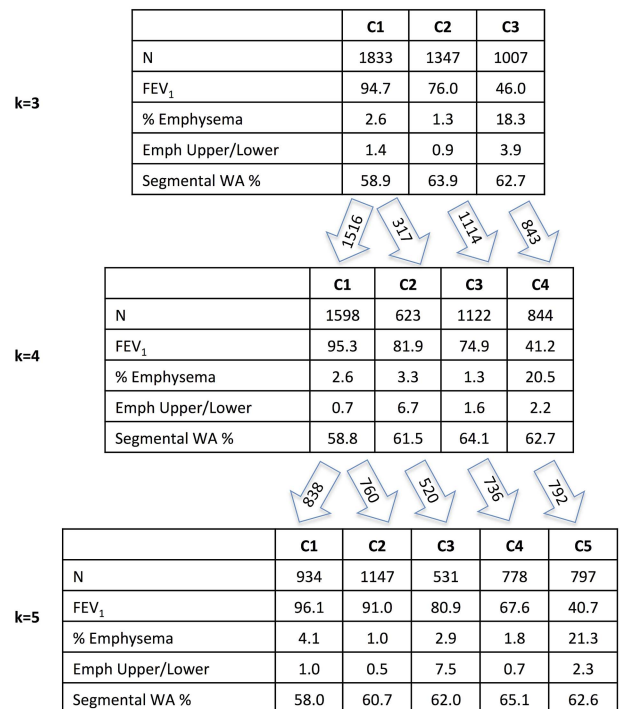 k=3
C1 C2 C3
N 1833 1347 1007
FEV1 94.7 76.0 46.0
% Emphysema 2.6 1.3 18.3
Emph Upper/Lower 1.4 0.9 3.9
Segmental WA % 58.9 63.9 62.7
1516 317 1114 843
k=4
C1 C2 C3 C4
N 1598 623 1122 844
FEV1 95.3 81.9 74.9 41.2
% Emphysema 2.6 3.3 1.3 20.5
Emph Upper/Lower 0.7 6.7 1.6 2.2
Segmental WA % 58.8 61.5 64.1 62.7
838 760 520 736 792
k=5
C1 C2 C3 C4 C5
N 934 1147 531 778 797
FEV1 96.1 91.0 80.9 67.6 40.7
% Emphysema 4.1 1.0 2.9 1.8 21.3
Emph Upper/Lower 1.0 0.5 7.5 0.7 2.3
Segmental WA % 58.0 60.7 62.0 65.1 62.6